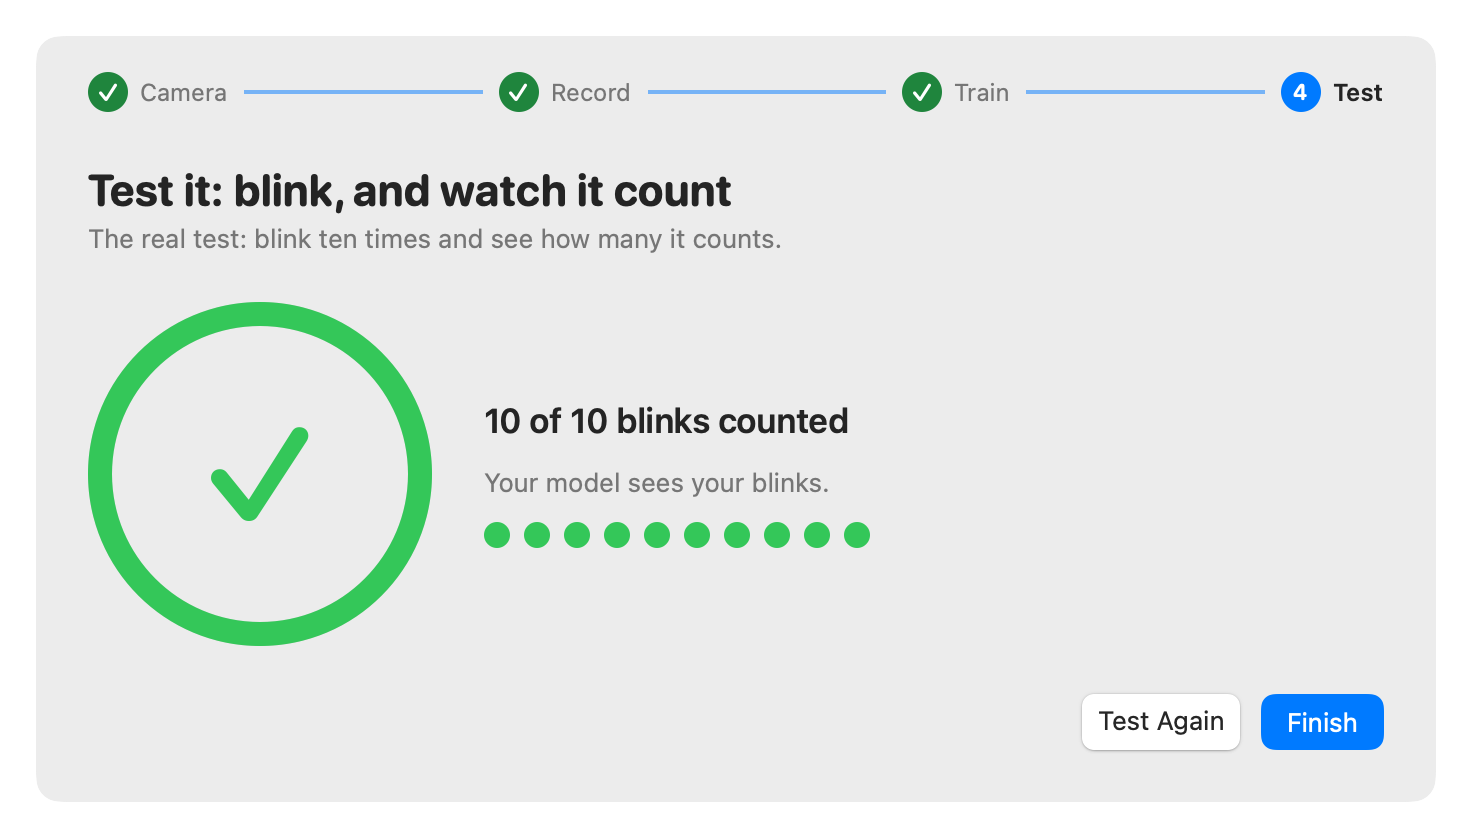 Camera
Record
Train
4 Test
Test it: blink, and watch it count
The real test: blink ten times and see how many it counts.
10 of 10 blinks counted
Your model sees your blinks.
Test Again
Finish